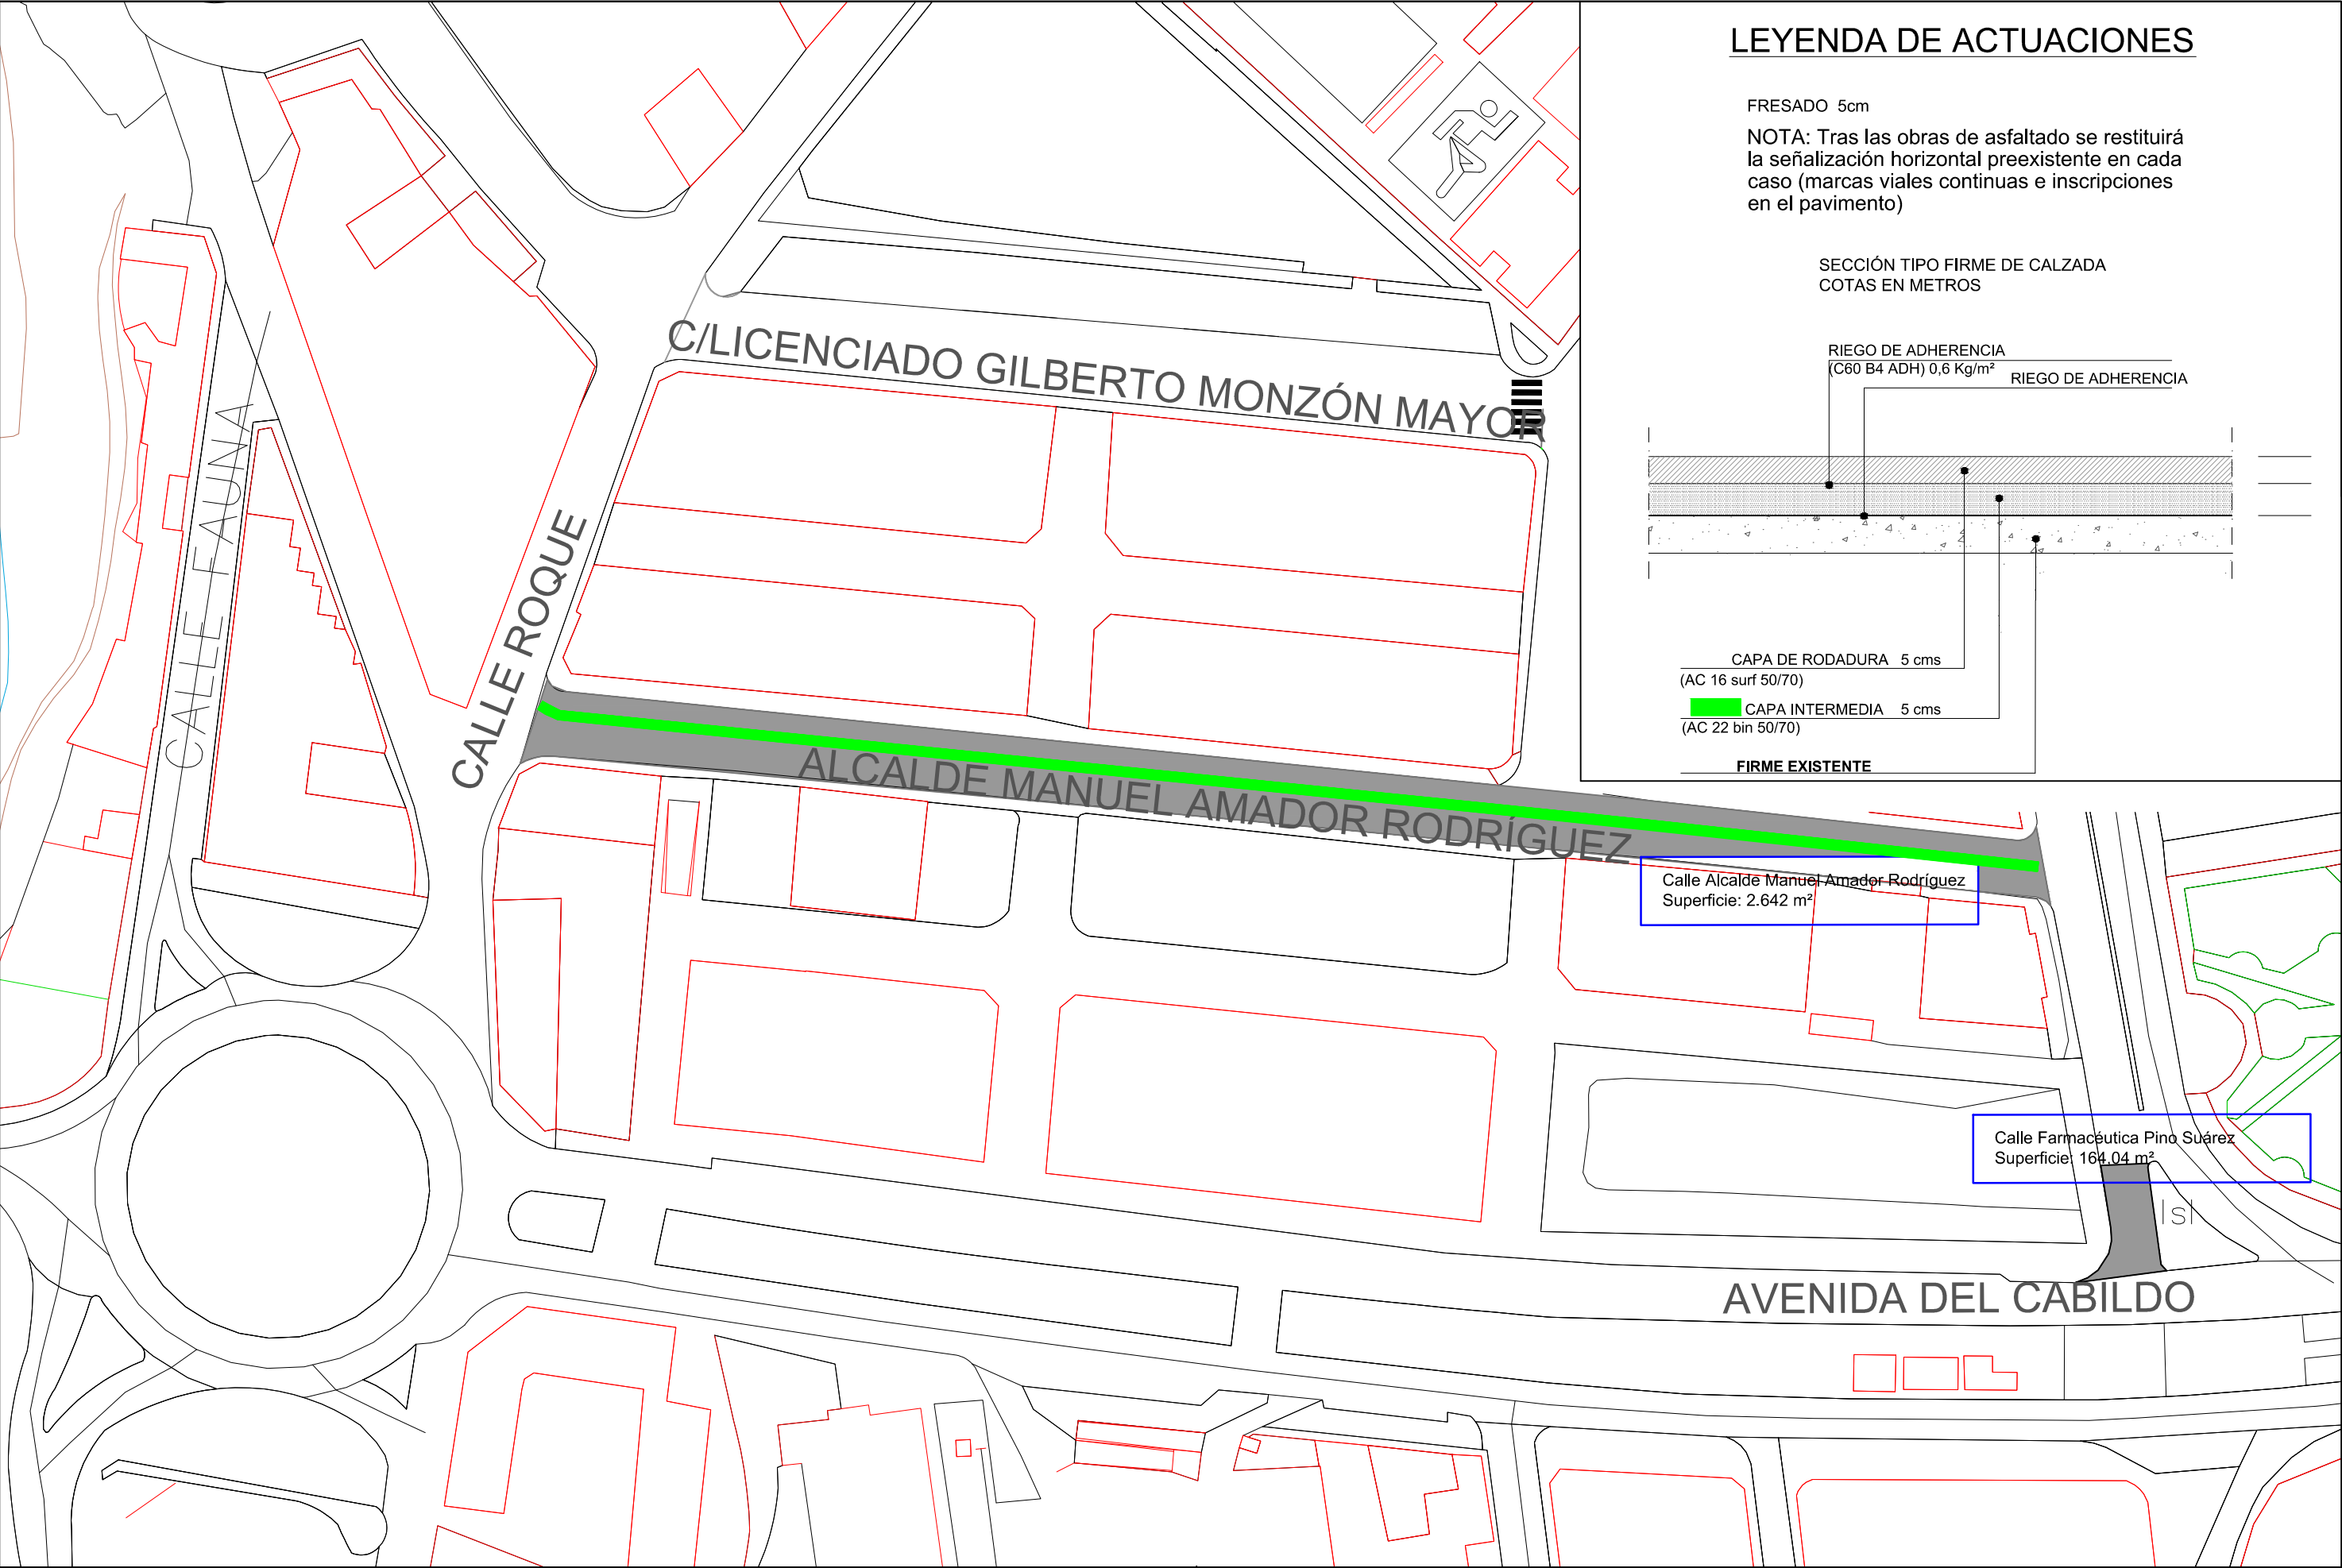 LEYENDA DE ACTUACIONES
FRESADO 5cm
NOTA: Tras las obras de asfaltado se restituirá
la señalización horizontal preexistente en cada
caso (marcas viales continuas e inscripciones
en el pavimento)
SECCIÓN TIPO FIRME DE CALZADA
COTAS EN METROS
RIEGO DE ADHERENCIA
(C60 B4 ADH) 0,6 Kg/m²
RIEGO DE ADHERENCIA
CAPA DE RODADURA 5 cms
(AC 16 surf 50/70)
CAPA INTERMEDIA 5 cms
(AC 22 bin 50/70)
FIRME EXISTENTE
C/LICENCIADO GILBERTO MONZÓN MAYOR
CALLE FAUNA
CALLE ROQUE
ALCALDE MANUEL AMADOR RODRÍGUEZ
Calle Alcalde Manuel Amador Rodríguez
Superficie: 2.642 m²
Calle Farmacéutica Pino Suárez
Superficie: 164,04 m²
Isl
AVENIDA DEL CABILDO